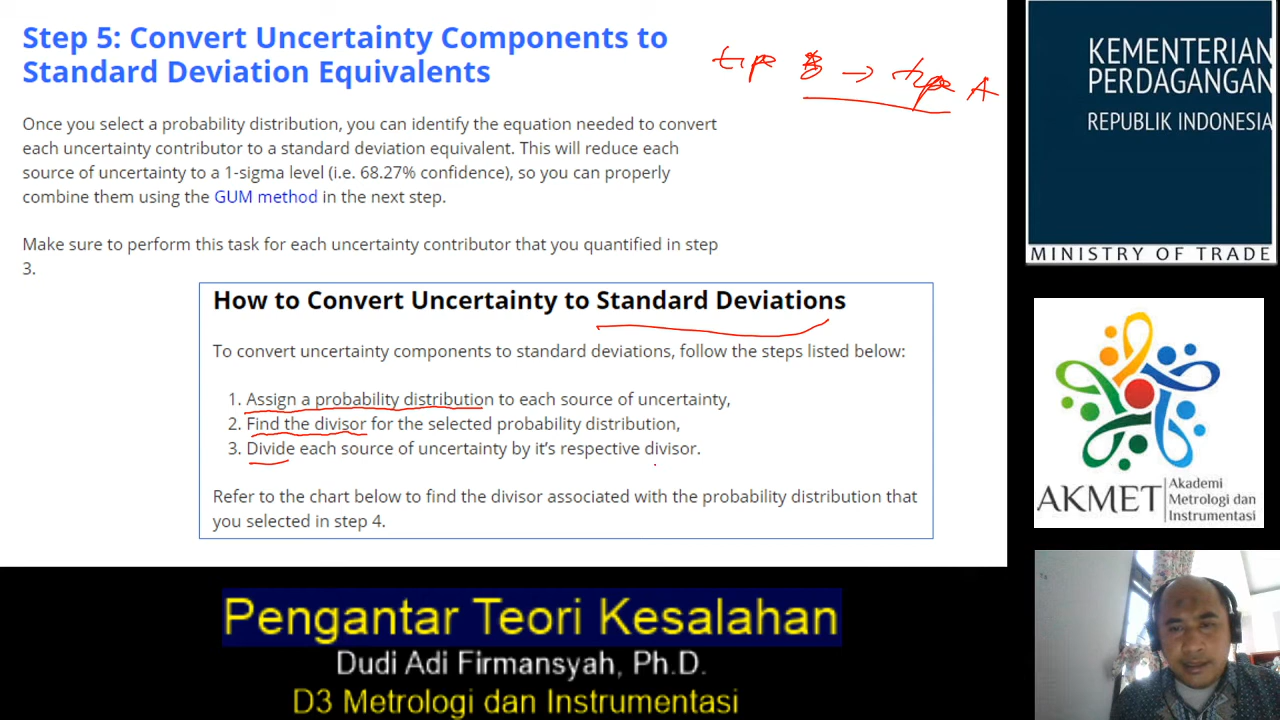 Step 5: Convert Uncertainty Components to
Standard Deviation Equivalents
tipe B → tipe A
Once you select a probability distribution, you can identify the equation needed to convert
each uncertainty contributor to a standard deviation equivalent. This will reduce each
source of uncertainty to a 1-sigma level (i.e. 68.27% confidence), so you can properly
combine them using the GUM method in the next step.
Make sure to perform this task for each uncertainty contributor that you quantified in step
3.
How to Convert Uncertainty to Standard Deviations
To convert uncertainty components to standard deviations, follow the steps listed below:
1. Assign a probability distribution to each source of uncertainty,
2. Find the divisor for the selected probability distribution,
3. Divide each source of uncertainty by it's respective divisor.
Refer to the chart below to find the divisor associated with the probability distribution that
you selected in step 4.
KEMENTERIAN
PERDAGANGAN
REPUBLIK INDONESIA
MINISTRY OF TRADE
AKMET
Akademi
Metrologi dan
Instrumentasi
Pengantar Teori Kesalahan
Dudi Adi Firmansyah, Ph.D.
D3 Metrologi dan Instrumentasi